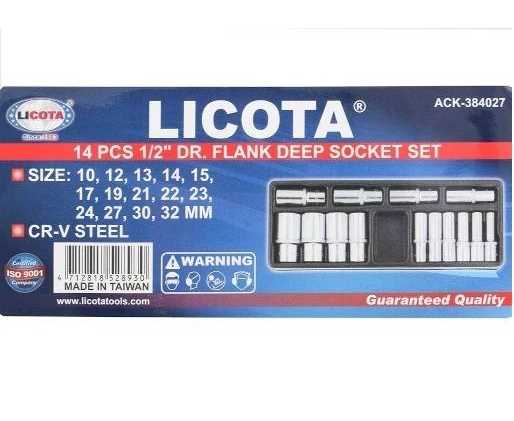 LICOTA
LICOTA®
ACK-384027
14 PCS 1/2" DR. FLANK DEEP SOCKET SET
SIZE: 10, 12, 13, 14, 15,
17, 19, 21, 22, 23,
24, 27, 30, 32 MM
CR-V STEEL
Certified
ISO 9001
Company
4 712818 528930
MADE IN TAIWAN
www.licotatools.com
WARNING
Guaranteed Quality